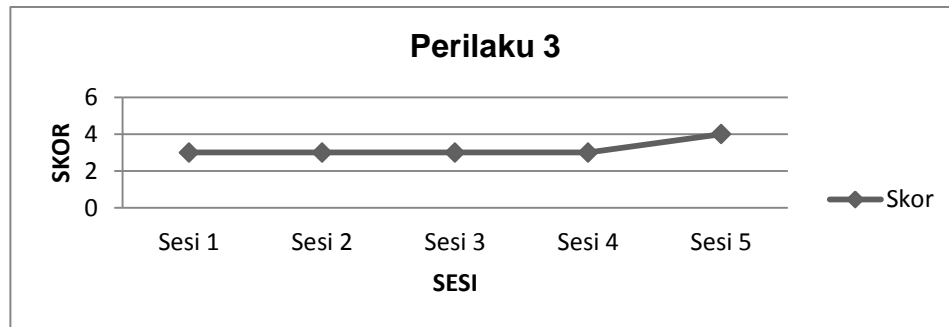 Perilaku 3
SKOR
6
4
2
0
Sesi 1 Sesi 2 Sesi 3 Sesi 4 Sesi 5
SESI
Skor